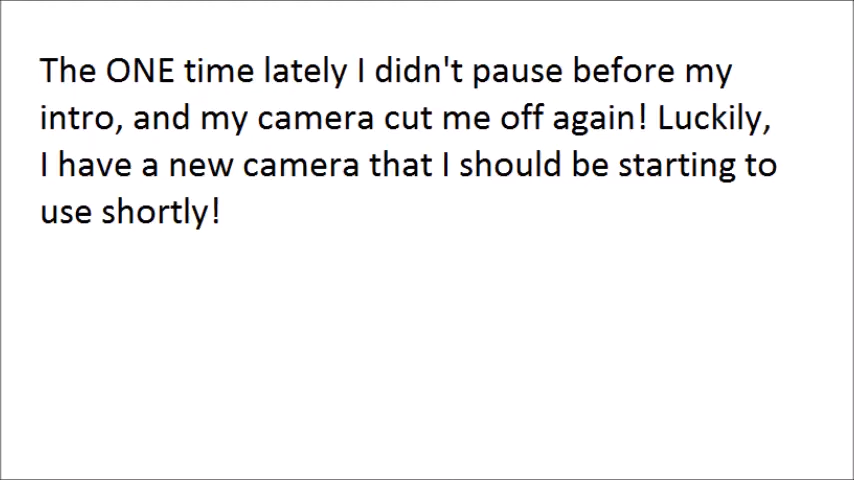 The ONE time lately I didn't pause before my
intro, and my camera cut me off again! Luckily,
I have a new camera that I should be starting to
use shortly!